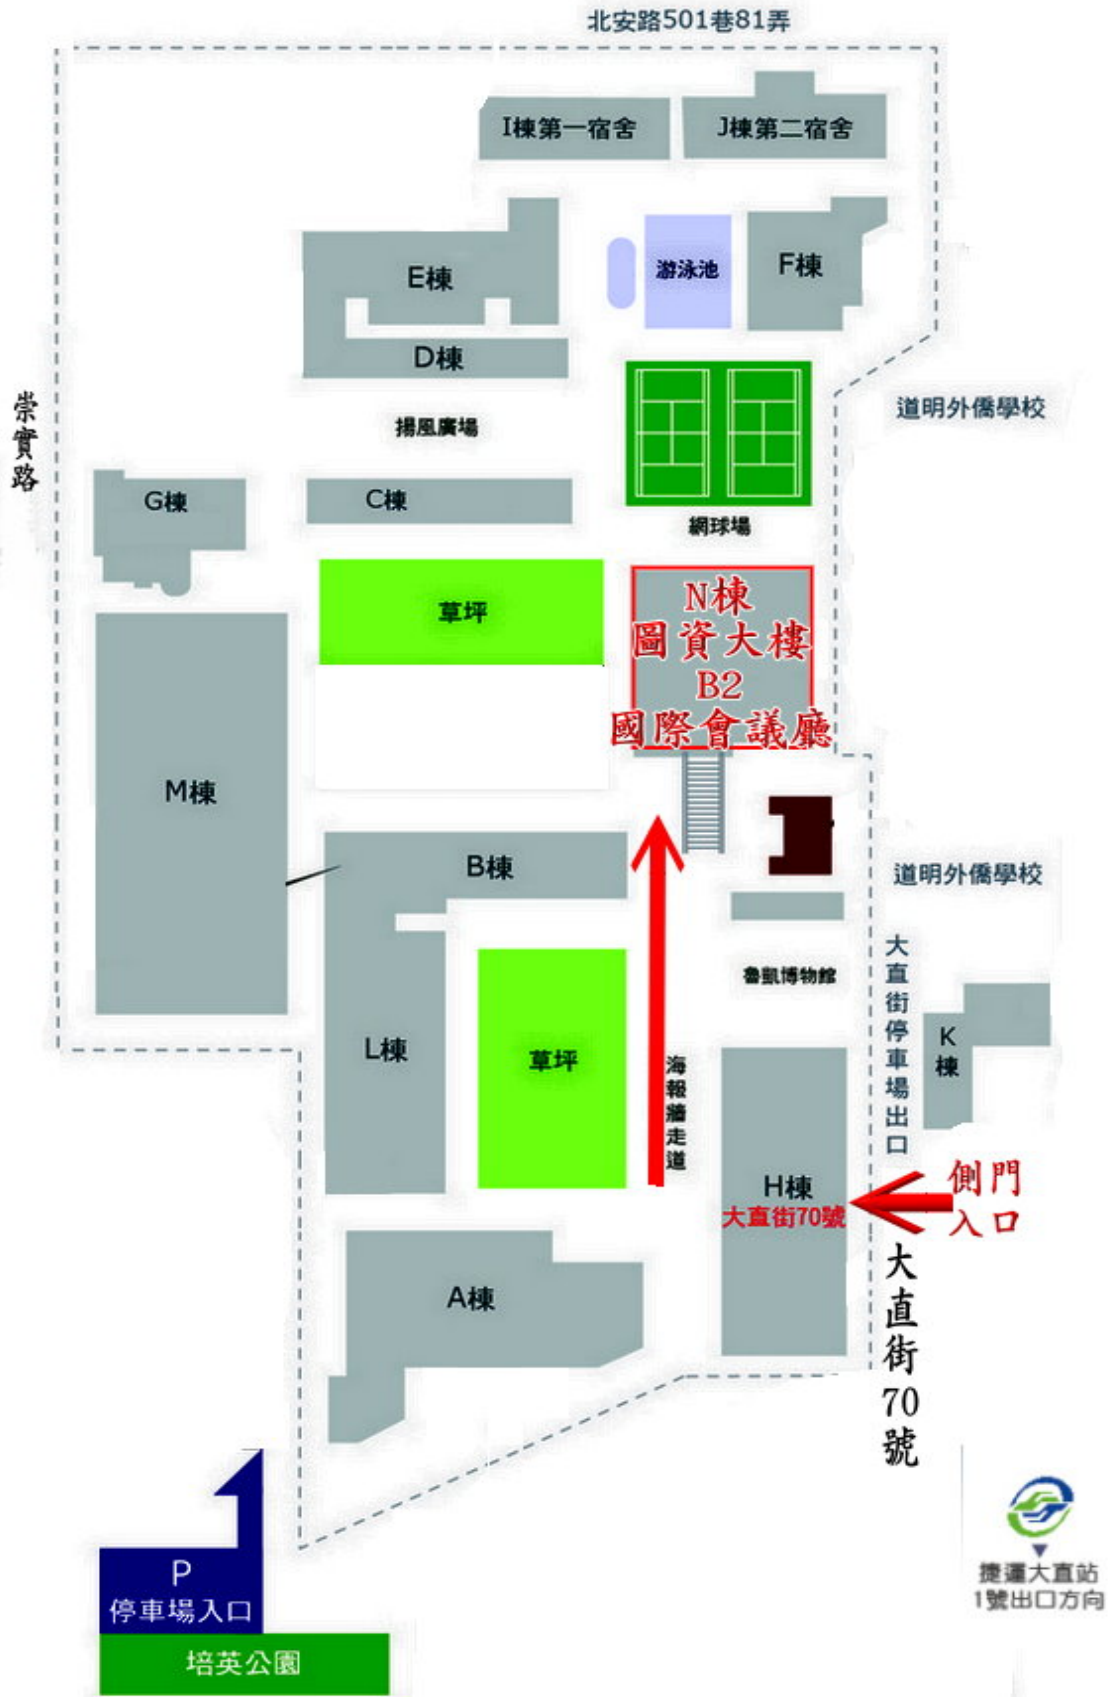 北安路501巷81弄
I棟第一宿舍
J棟第二宿舍
E棟
游泳池
F棟
D棟
崇實路
揚風廣場
道明外僑學校
G棟
C棟
網球場
草坪
N棟
圖資大樓
B2
國際會議廳
M棟
B棟
道明外僑學校
魯凱博物館
大直街停車場出口
K
棟
L棟
草坪
海報牆走道
H棟
大直街70號
側門
入口
A棟
大直街70號
P
停車場入口
培英公園
捷運大直站
1號出口方向